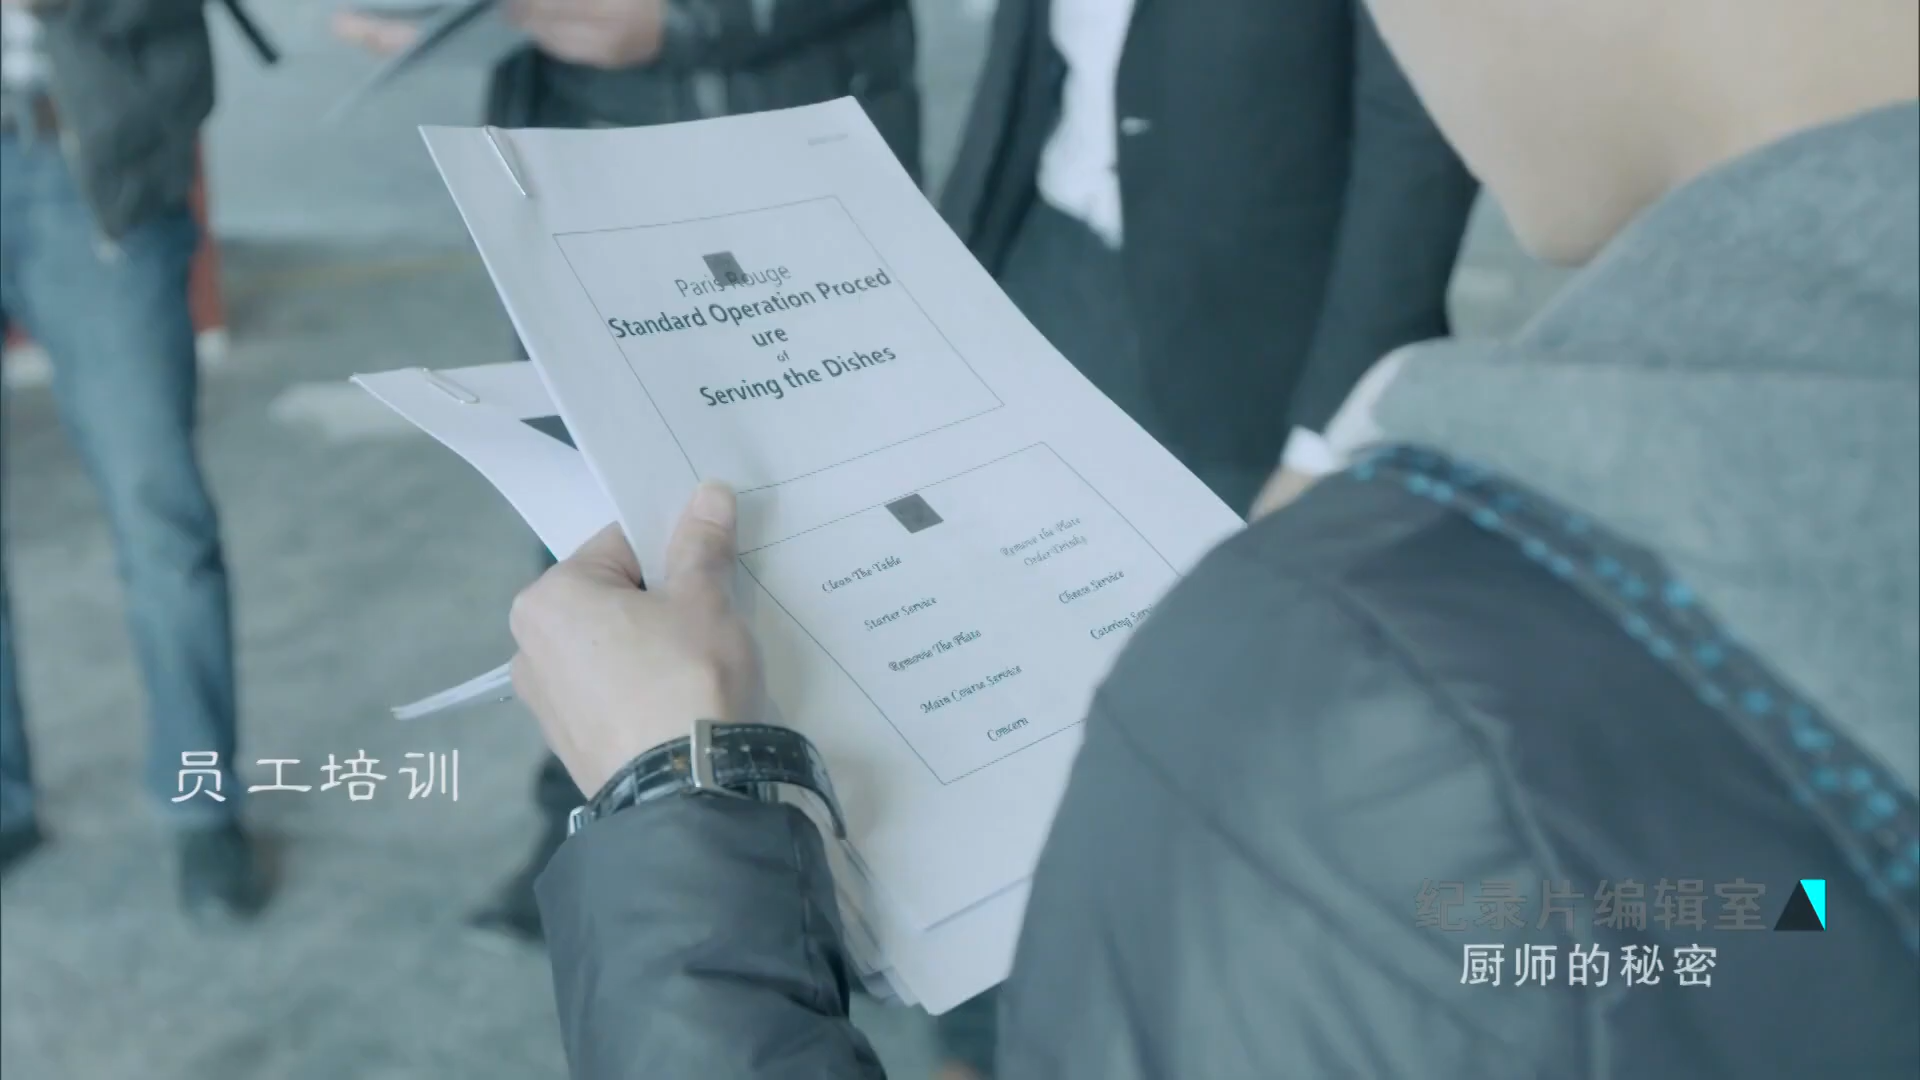 Paris Rouge
Standard Operation Proced
ure
of
Serving the Dishes
Clean The Table
Starter Service
Remove The Plate
Main Course Service
Concern
Remove the Plate
Order Drinks
Cheese Service
Catering
员工培训
纪录片编辑室
厨师的秘密